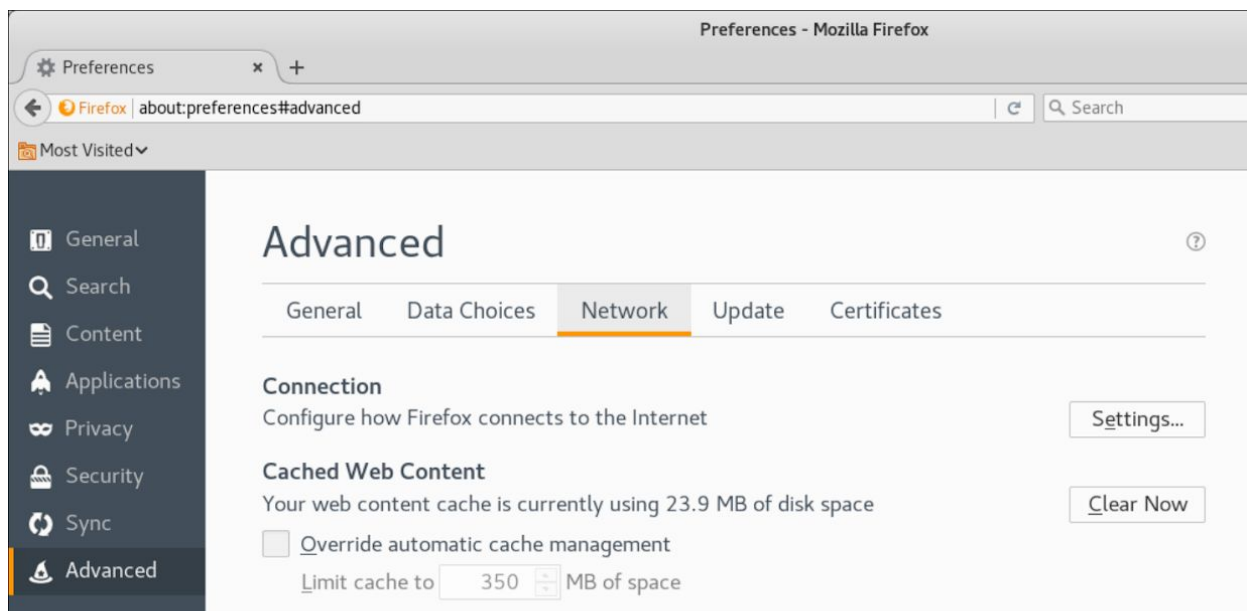 Preferences - Mozilla Firefox
Preferences
Firefox about:preferences#advanced
Search
Most Visited
General
Search
Content
Applications
Privacy
Security
Sync
Advanced
Advanced
General Data Choices Network Update Certificates
Connection
Configure how Firefox connects to the Internet Settings...
Cached Web Content
Your web content cache is currently using 23.9 MB of disk space Clear Now
Override automatic cache management
Limit cache to 350 MB of space